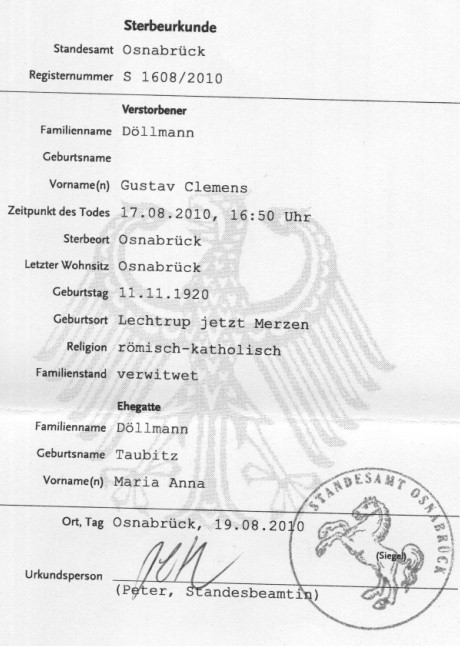 Sterbeurkunde
Standesamt Osnabrück
Registernummer S 1608/2010
Verstorbener
Familienname Döllmann
Geburtsname
Vorname(n) Gustav Clemens
Zeitpunkt des Todes 17.08.2010, 16:50 Uhr
Sterbeort Osnabrück
Letzter Wohnsitz Osnabrück
Geburtstag 11.11.1920
Geburtsort Lechtrup jetzt Merzen
Religion römisch-katholisch
Familienstand verwitwet
Ehegatte
Familienname Döllmann
Geburtsname Taubitz
Vorname(n) Maria Anna
STANDESAMT OSNABRÜCK
Ort, Tag Osnabrück, 19.08.2010
(Siegel)
Urkundsperson
(Peter, Standesbeamtin)